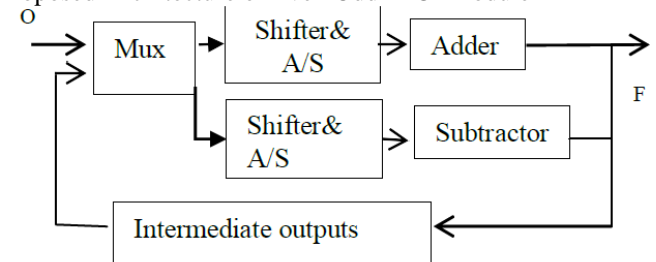 O
Mux
Shifter&
A/S
Adder
F
Shifter&
A/S
Subtractor
Intermediate outputs